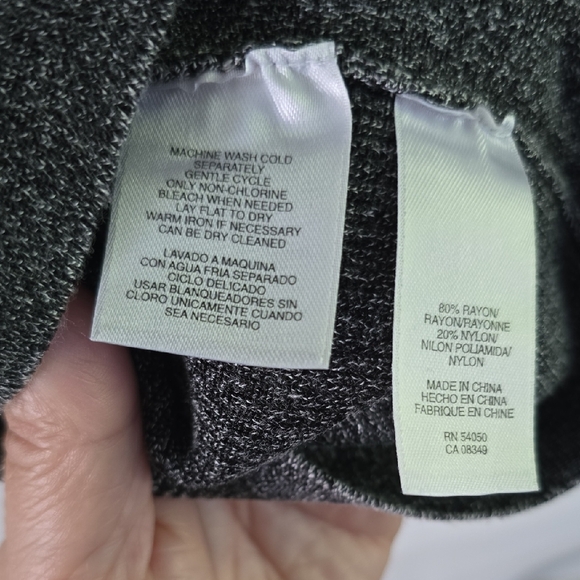 MACHINE WASH COLD
SEPARATELY
GENTLE CYCLE
ONLY NON-CHLORINE
BLEACH WHEN NEEDED
LAY FLAT TO DRY
WARM IRON IF NECESSARY
CAN BE DRY CLEANED
LAVADO A MAQUINA
CON AGUA FRIA SEPARADO
CICLO DELICADO
USAR BLANQUEADORES SIN
CLORO UNICAMENTE CUANDO
SEA NECESARIO
80% RAYON/
RAYON/RAYONNE
20% NYLON/
NILON POLIAMIDA/
NYLON
MADE IN CHINA
HECHO EN CHINA
FABRIQUE EN CHINE
RN 54050
CA 08349